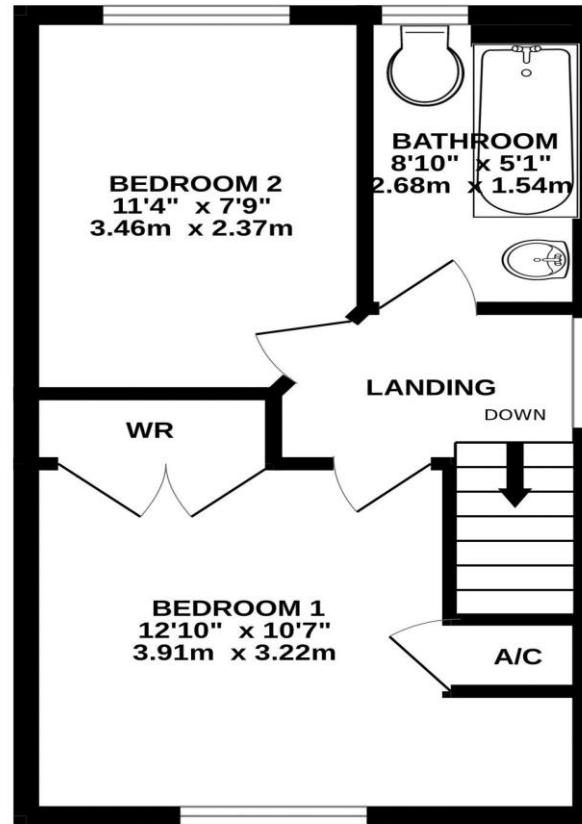 BEDROOM 2
11'4" x 7'9"
3.46m x 2.37m
BATHROOM
8'10" x 5'1"
2.68m x 1.54m
LANDING
DOWN
WR
BEDROOM 1
12'10" x 10'7"
3.91m x 3.22m
A/C